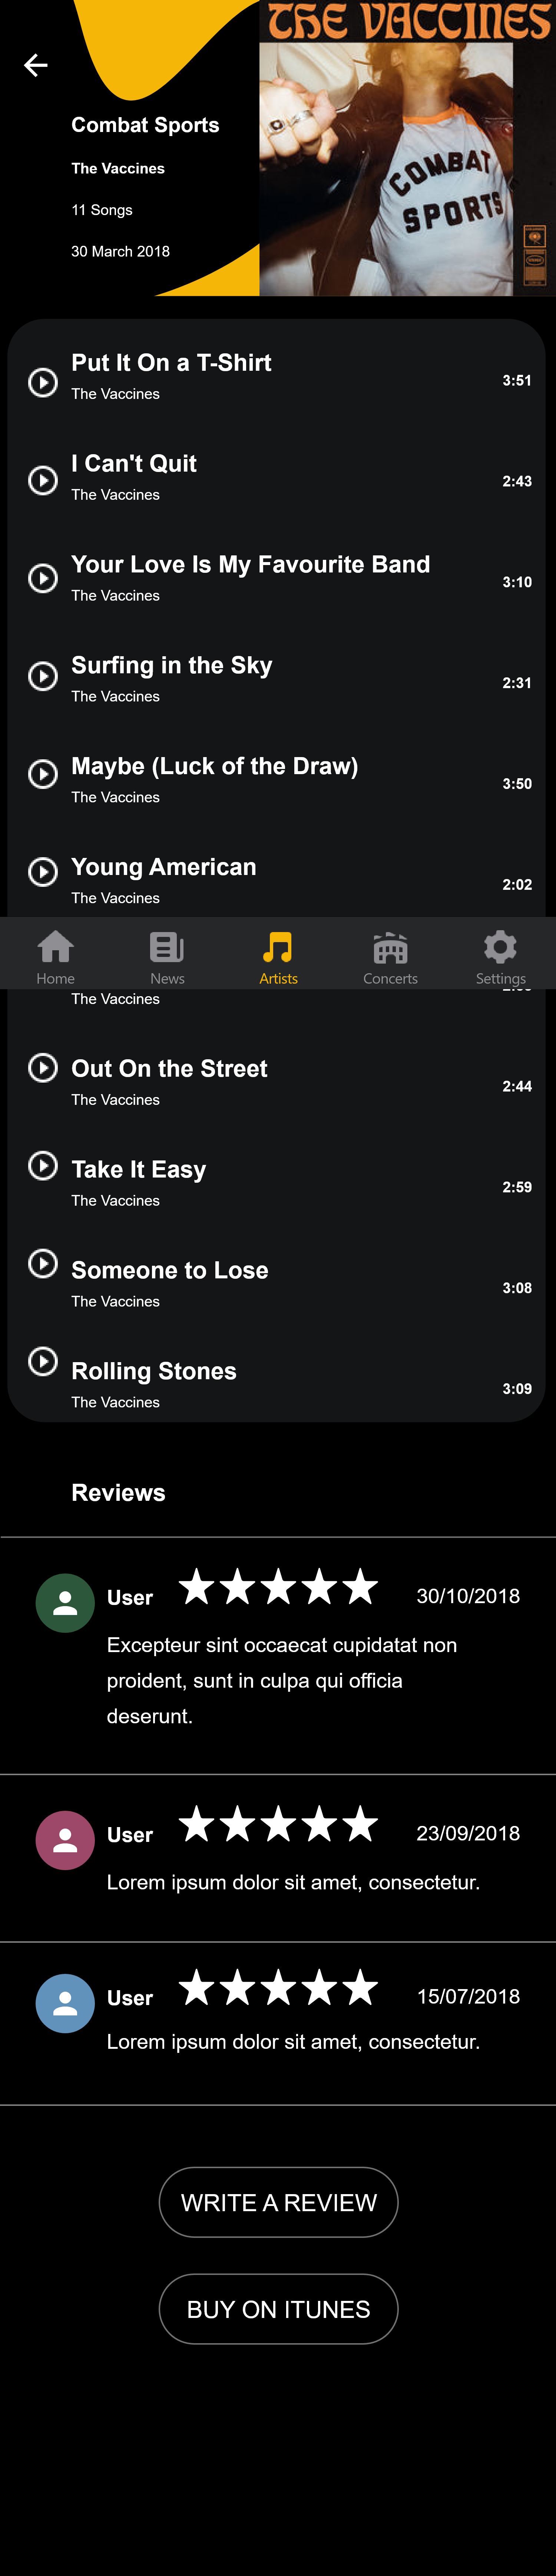 THE VACCINES
COMBAT
SPORTS
Combat Sports
The Vaccines
11 Songs
30 March 2018
Put It On a T-Shirt
The Vaccines
3:51
I Can't Quit
The Vaccines
2:43
Your Love Is My Favourite Band
The Vaccines
3:10
Surfing in the Sky
The Vaccines
2:31
Maybe (Luck of the Draw)
The Vaccines
3:50
Young American
The Vaccines
2:02
Home
News
Artists
Concerts
Settings
The Vaccines
Out On the Street
The Vaccines
2:44
Take It Easy
The Vaccines
2:59
Someone to Lose
The Vaccines
3:08
Rolling Stones
The Vaccines
3:09
Reviews
User
30/10/2018
Excepteur sint occaecat cupidatat non
proident, sunt in culpa qui officia
deserunt.
User
23/09/2018
Lorem ipsum dolor sit amet, consectetur.
User
15/07/2018
Lorem ipsum dolor sit amet, consectetur.
WRITE A REVIEW
BUY ON ITUNES